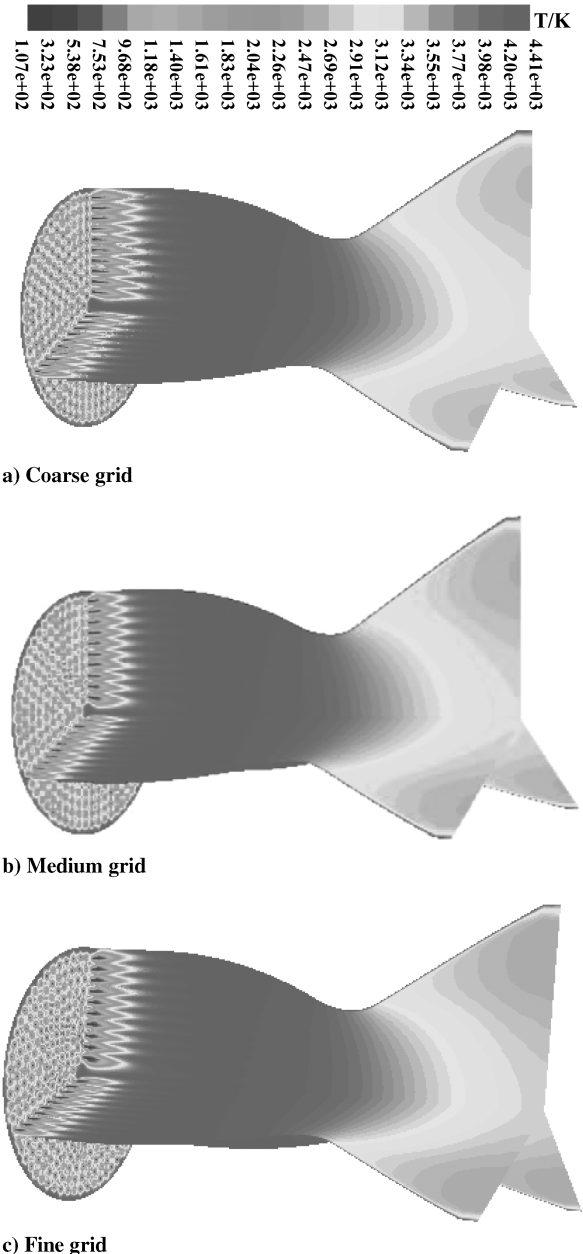 T/K
1.07e+02
3.23e+02
5.38e+02
7.53e+02
9.68e+02
1.18e+03
1.40e+03
1.61e+03
1.83e+03
2.04e+03
2.26e+03
2.47e+03
2.69e+03
2.91e+03
3.12e+03
3.34e+03
3.55e+03
3.77e+03
3.98e+03
4.20e+03
4.41e+03
a) Coarse grid
b) Medium grid
c) Fine grid